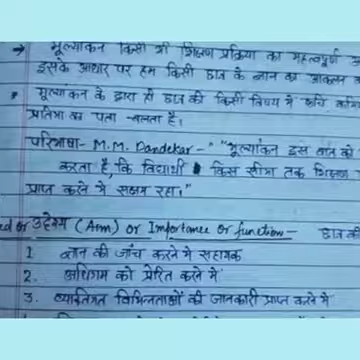 → मूल्यांकन किसी भी शिक्षण प्रक्रिया का महत्वपूर्ण
इसके आधार पर हम किसी छात्र के ज्ञान का आकलन
* मूल्यांकन के द्वारा ही छात्र की किसी विषय में रूचि
प्रतिभा का पता चलता है।
परिभाषा- M.M. Dandekar - "मूल्यांकन इस बात को
करता है, कि विद्यार्थी किस सीमा तक शिक्षण
प्राप्त करने में सक्षम रहा।"
or उद्देश्य (Aim) or Importance or function - छात्र की
1 ज्ञान की जाँच करने में सहायक
2. अधिगम को प्रेरित करने में
3. व्यक्तिगत विभिन्नताओं की जानकारी प्राप्त करने में